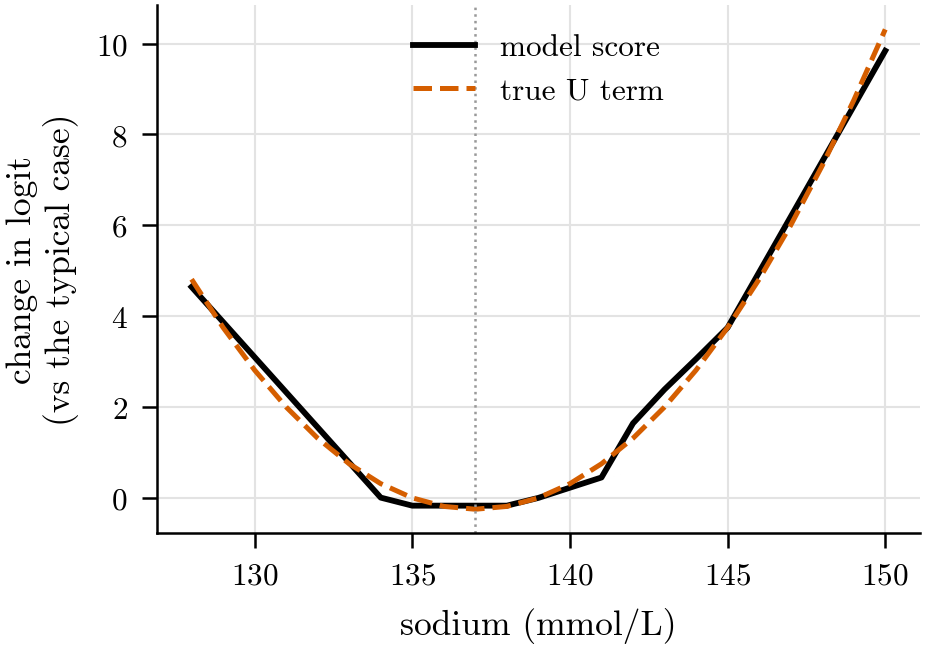 model score
true U term
10
8
6
4
2
0
change in logit
(vs the typical case)
130
135
140
145
150
sodium (mmol/L)